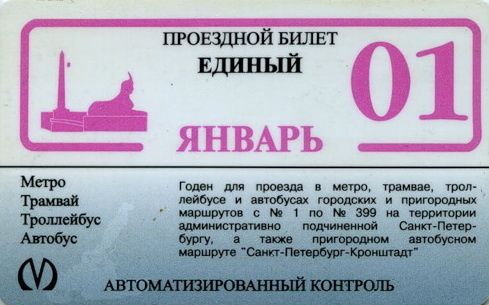 ПРОЕЗДНОЙ БИЛЕТ
ЕДИНЫЙ
01
ЯНВАРЬ
Метро
Трамвай
Троллейбус
Автобус
Годен для проезда в метро, трамвае, трол-
лейбусе и автобусах городских и пригородных
маршрутов с № 1 по № 399 на территории
административно подчиненной Санкт-Петер-
бургу, а также пригородном автобусном
маршруте "Санкт-Петербург-Кронштадт"
М
АВТОМАТИЗИРОВАННЫЙ КОНТРОЛЬ